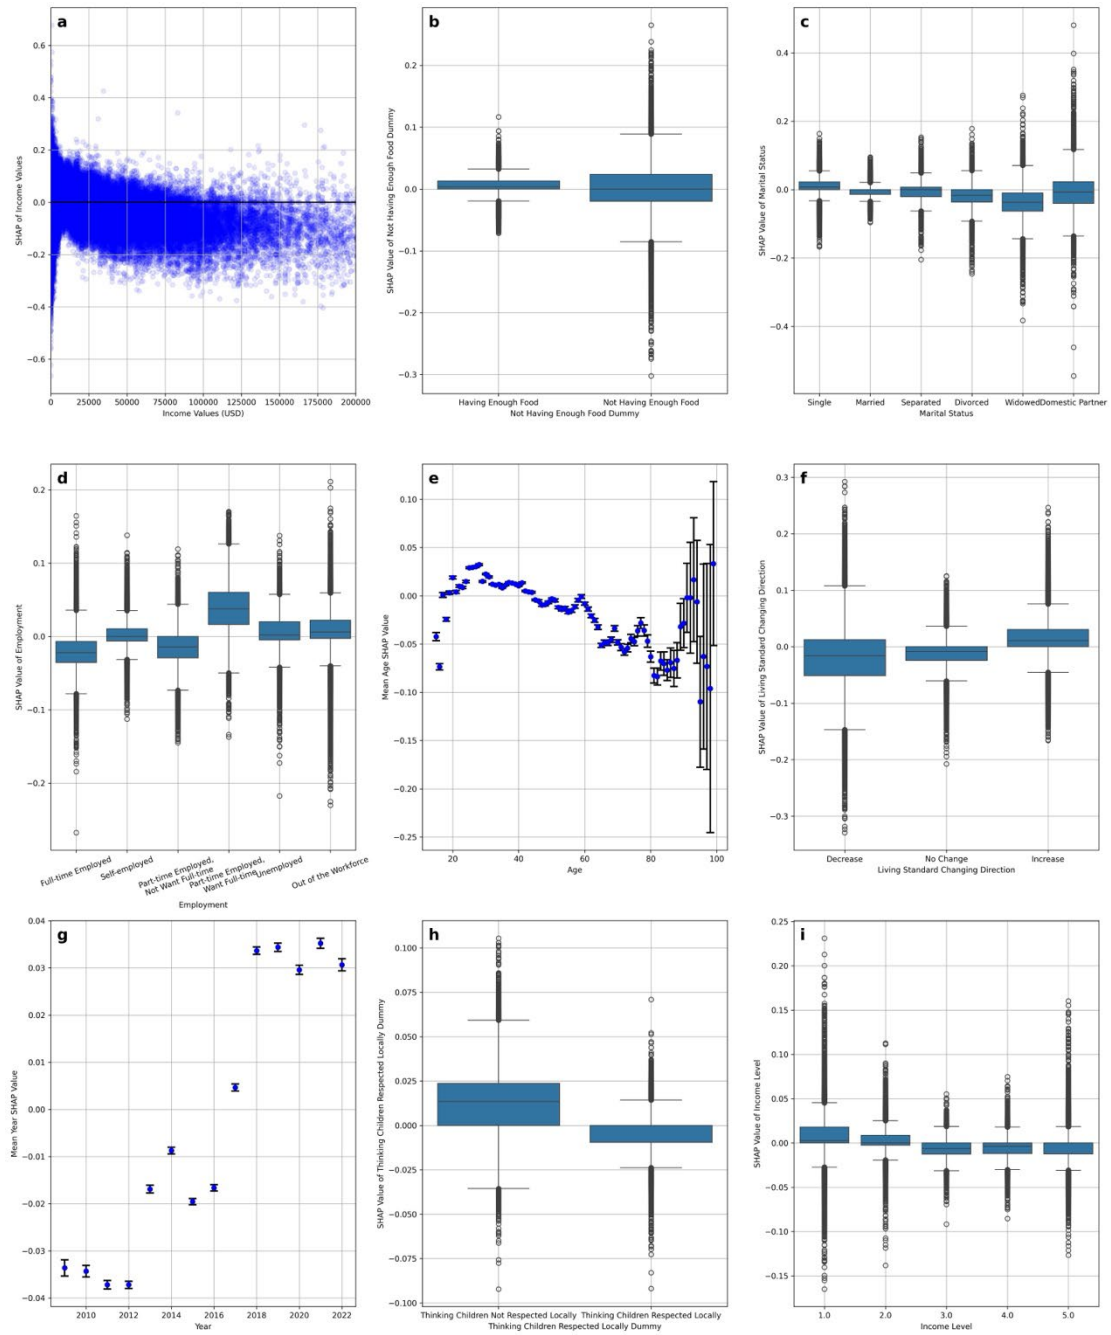 a
SHAP of Income Values
0.6
0.4
0.2
0.0
−0.2
−0.4
−0.6
0 25000 50000 75000 100000 125000 150000 175000 200000
Income Values (USD)
b
SHAP Value of Not Having Enough Food Dummy
0.2
0.1
0.0
−0.1
−0.2
−0.3
Having Enough Food Not Having Enough Food
Not Having Enough Food Dummy
c
SHAP Value of Marital Status
0.4
0.2
0.0
−0.2
−0.4
Single Married Separated Divorced Widowed Domestic Partner
Marital Status
d
SHAP Value of Employment
0.2
0.1
0.0
−0.1
−0.2
Full-time Employed
Self-employed
Part-time Employed,
Not Want Full-time
Part-time Employed,
Want Full-time
Unemployed
Out of the Workforce
Employment
e
Mean Age SHAP Value
0.10
0.05
0.00
−0.05
−0.10
−0.15
−0.20
−0.25
20 40 60 80 100
Age
f
SHAP Value of Living Standard Changing Direction
0.3
0.2
0.1
0.0
−0.1
−0.2
−0.3
Decrease No Change Increase
Living Standard Changing Direction
g
Mean Year SHAP Value
0.04
0.03
0.02
0.01
0.00
−0.01
−0.02
−0.03
−0.04
2010 2012 2014 2016 2018 2020 2022
Year
h
SHAP Value of Thinking Children Respected Locally Dummy
0.100
0.075
0.050
0.025
0.000
−0.025
−0.050
−0.075
−0.100
Thinking Children Not Respected Locally Thinking Children Respected Locally
Thinking Children Respected Locally Dummy
i
SHAP Value of Income Level
0.25
0.20
0.15
0.10
0.05
0.00
−0.05
−0.10
−0.15
1.0 2.0 3.0 4.0 5.0
Income Level